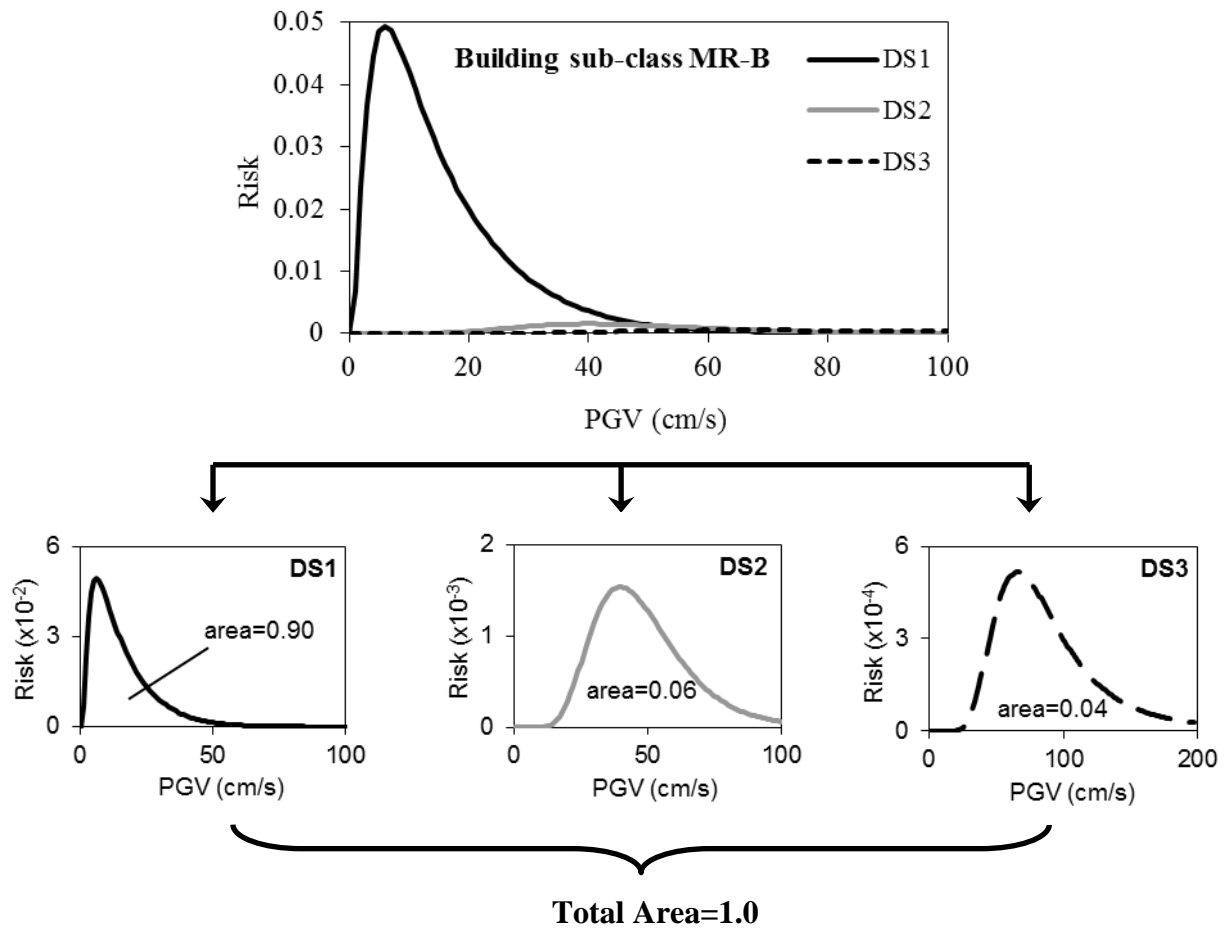 Building sub-class MR-B
DS1
DS2
DS3
Risk
0.05
0.04
0.03
0.02
0.01
0
0 20 40 60 80 100
PGV (cm/s)
Risk (x10-2)
6
3
0
DS1
area=0.90
0 50 100
PGV (cm/s)
Risk (x10-3)
2
1
0
DS2
area=0.06
0 50 100
PGV (cm/s)
Risk (x10-4)
6
3
0
DS3
area=0.04
0 100 200
PGV (cm/s)
Total Area=1.0